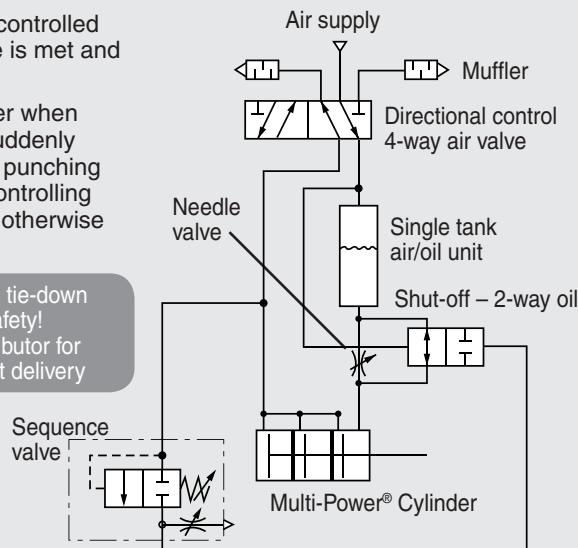 controlled
e is met and
er when
uddenly
punching
ontrolling
otherwise
tie-down
afety!
butor for
t delivery
Air supply
Muffler
Directional control
4-way air valve
Needle
valve
Single tank
air/oil unit
Shut-off – 2-way oil
Sequence
valve
Multi-Power® Cylinder